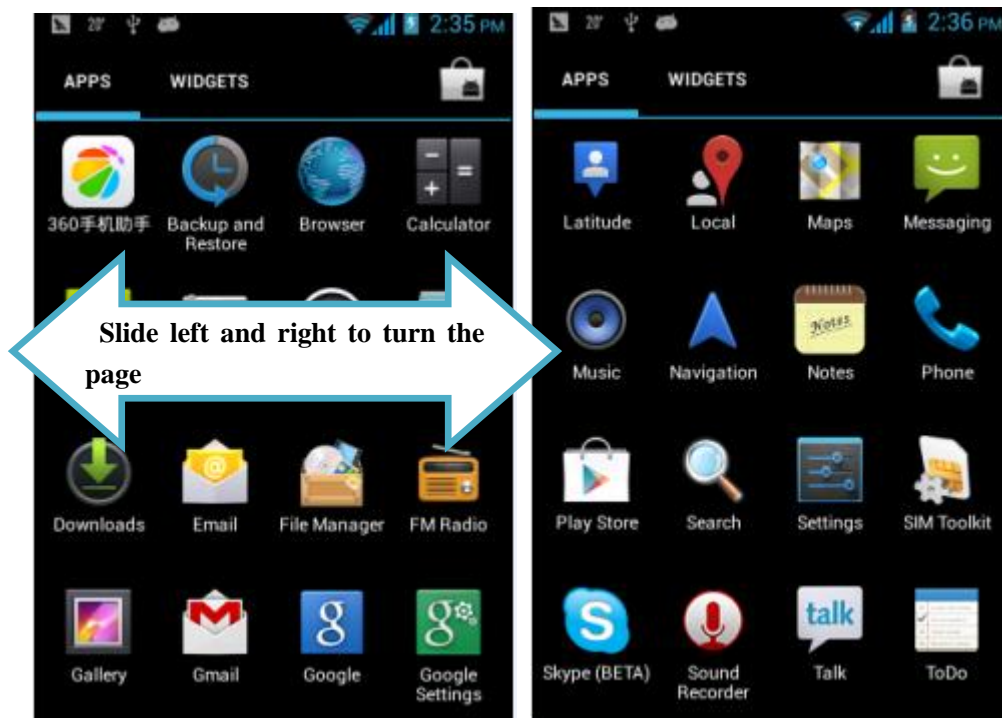 20° 2:35 PM
APPS WIDGETS
360手机助手 Backup and Restore Browser Calculator
Slide left and right to turn the
page
Downloads Email File Manager FM Radio
Gallery Gmail Google Google Settings
20° 2:36 PM
APPS WIDGETS
Latitude Local Maps Messaging
Notes
Music Navigation Notes Phone
Play Store Search Settings SIM Toolkit
talk
Skype (BETA) Sound Recorder Talk ToDo